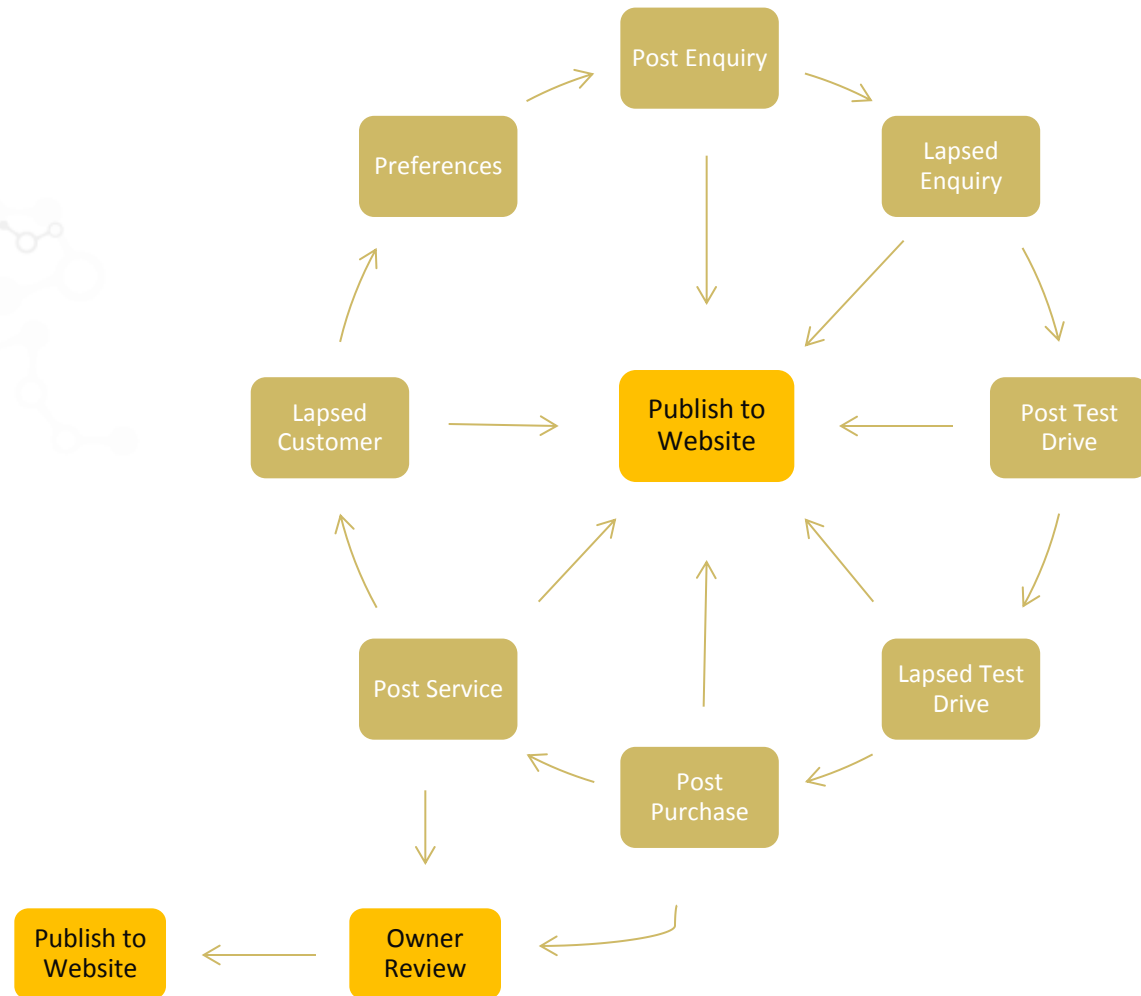 Post Enquiry
Preferences
Lapsed
Enquiry
Lapsed
Customer
Publish to
Website
Post Test
Drive
Post Service
Lapsed Test
Drive
Post
Purchase
Publish to
Website
Owner
Review